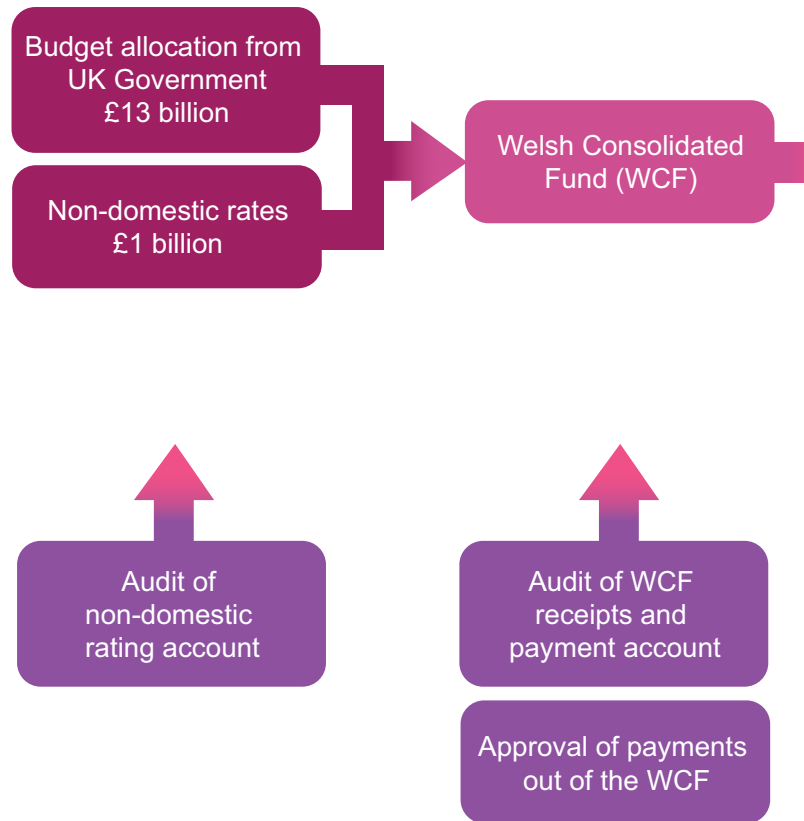 Budget allocation from
UK Government
£13 billion
Non-domestic rates
£1 billion
Welsh Consolidated
Fund (WCF)
Audit of
non-domestic
rating account
Audit of WCF
receipts and
payment account
Approval of payments
out of the WCF